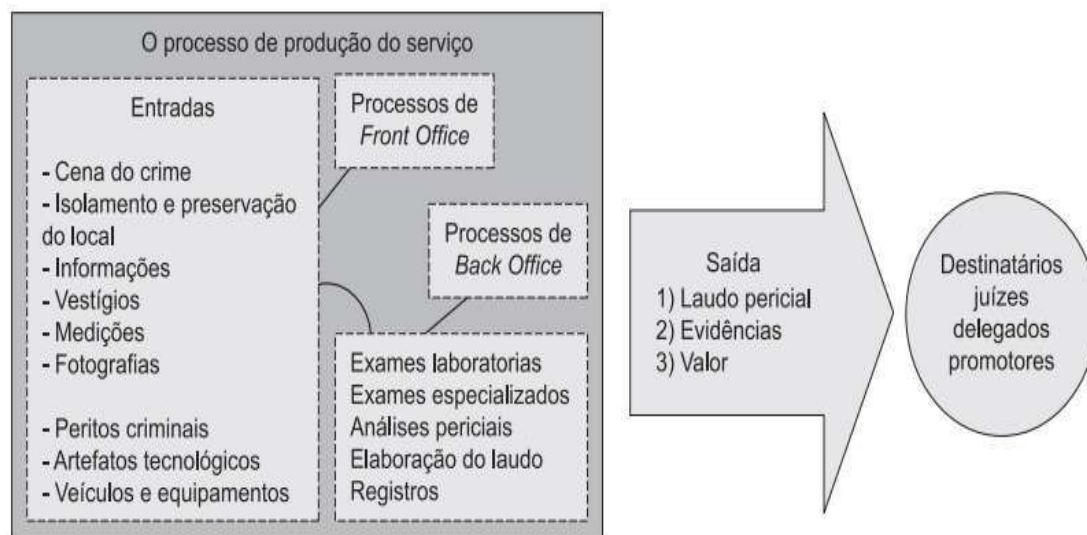 O processo de produção do serviço
Entradas
- Cena do crime
- Isolamento e preservação
do local
- Informações
- Vestígios
- Medições
- Fotografias
- Peritos criminais
- Artefatos tecnológicos
- Veículos e equipamentos
Processos de
Front Office
Processos de
Back Office
Exames laboratorias
Exames especializados
Análises periciais
Elaboração do laudo
Registros
Saída
1) Laudo pericial
2) Evidências
3) Valor
Destinatários
juízes
delegados
promotores